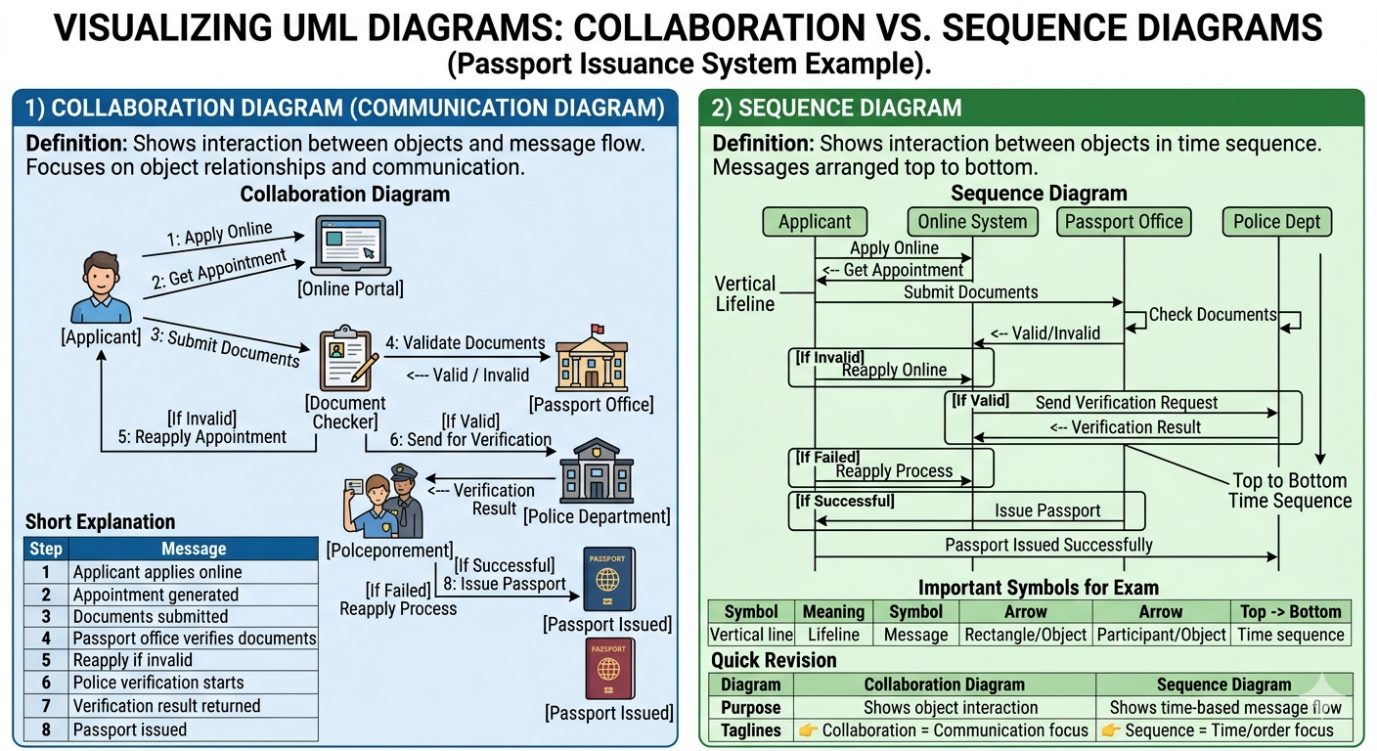 VISUALIZING UML DIAGRAMS: COLLABORATION VS. SEQUENCE DIAGRAMS
(Passport Issuance System Example).
1) COLLABORATION DIAGRAM (COMMUNICATION DIAGRAM)
Definition: Shows interaction between objects and message flow.
Focuses on object relationships and communication.
Collaboration Diagram
1: Apply Online
2: Get Appointment
[Online Portal]
[Applicant]
3: Submit Documents
4: Validate Documents
<--- Valid / Invalid
[Document
Checker]
[Passport Office]
[If Invalid]
5: Reapply Appointment
[If Valid]
6: Send for Verification
<--- Verification
Result
[Police Department]
[Polceporrement]
[If Successful]
8: Issue Passport
[If Failed]
Reapply Process
PASSPORT
[Passport Issued]
PASSPORT
[Passport Issued]
Short Explanation
Step Message
1 Applicant applies online
2 Appointment generated
3 Documents submitted
4 Passport office verifies documents
5 Reapply if invalid
6 Police verification starts
7 Verification result returned
8 Passport issued
2) SEQUENCE DIAGRAM
Definition: Shows interaction between objects in time sequence.
Messages arranged top to bottom.
Sequence Diagram
Applicant Online System Passport Office Police Dept
Apply Online
<-- Get Appointment
Vertical
Lifeline
Submit Documents
Check Documents
<-- Valid/Invalid
[If Invalid]
Reapply Online
[If Valid] Send Verification Request
<-- Verification Result
[If Failed]
Reapply Process
Top to Bottom
Time Sequence
[If Successful]
Issue Passport
Passport Issued Successfully
Important Symbols for Exam
Symbol Meaning Symbol Arrow Arrow Top -> Bottom
Vertical line Lifeline Message Rectangle/Object Participant/Object Time sequence
Quick Revision
Diagram Collaboration Diagram Sequence Diagram
Purpose Shows object interaction Shows time-based message flow
Taglines 👉 Collaboration = Communication focus 👉 Sequence = Time/order focus